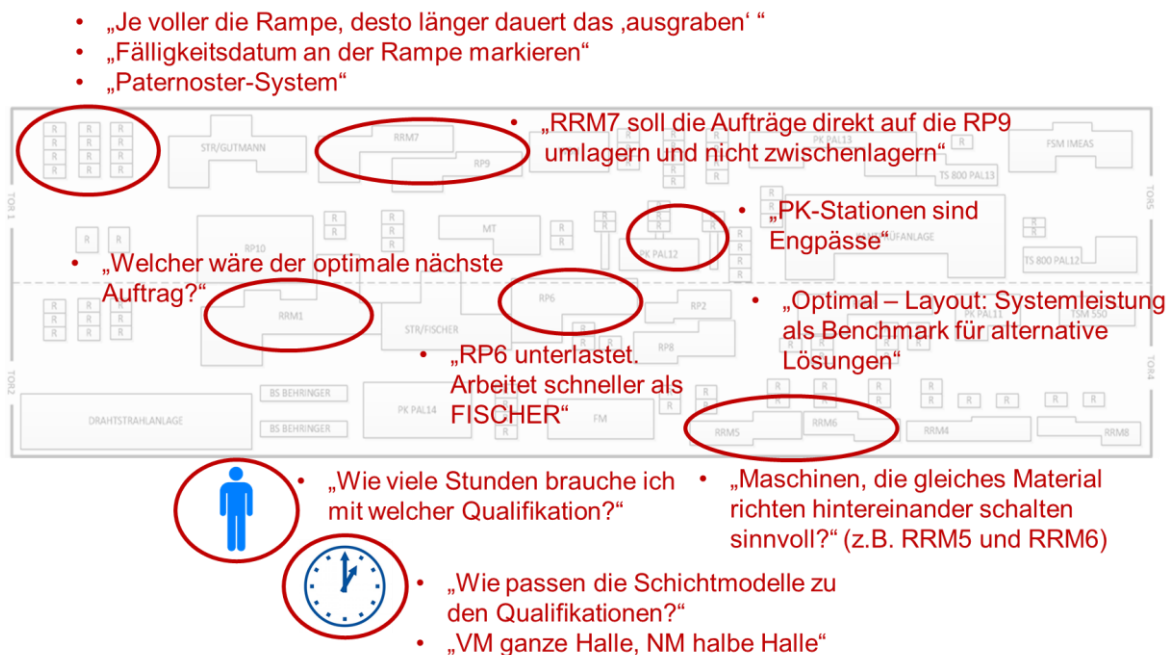 • „Je voller die Rampe, desto länger dauert das ‚ausgraben‘ “
• „Fälligkeitsdatum an der Rampe markieren“
• „Paternoster-System“
R R R
R R R
R R R
R R R
STR/GUTMANN
RRM7
RP9
• „RRM7 soll die Aufträge direkt auf die RP9
umlagern und nicht zwischenlagern“
PK PAL13
R
TS 800 PAL13
FSM IMEAS
TOR 1
TOR5
R R
RP10
MT
PK PAL12
• „PK-Stationen sind
Engpässe“
TS 800 PAL12
• „Welcher wäre der optimale nächste
Auftrag?“
R R R
R R R
R R R
RRM1
STR/FISCHER
RP6
RP2
RP8
• „Optimal – Layout: Systemleistung
als Benchmark für alternative
Lösungen“
PK PAL11
TSM 550
• „RP6 unterlastet.
Arbeitet schneller als
FISCHER“
TOR2
TOR4
DRAHTSTRAHLANLAGE
BS BEHRINGER
BS BEHRINGER
PK PAL14
FM
RRM5
RRM6
RRM4
RRM8
• „Wie viele Stunden brauche ich
mit welcher Qualifikation?“
• „Maschinen, die gleiches Material
richten hintereinander schalten
sinnvoll?“ (z.B. RRM5 und RRM6)
• „Wie passen die Schichtmodelle zu
den Qualifikationen?“
• „VM ganze Halle, NM halbe Halle“